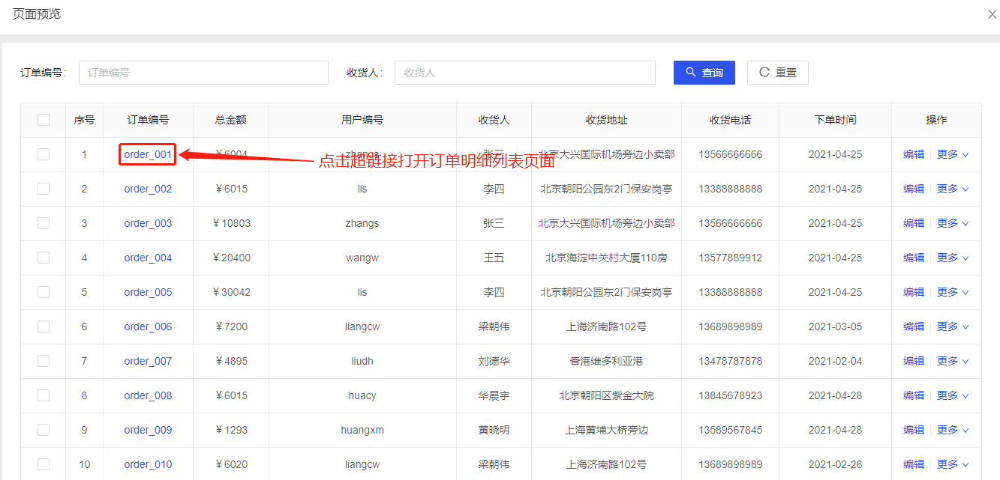 页面预览 X
订单编号: 订单编号 收货人: 收货人 查询 重置
序号 订单编号 总金额 用户编号 收货人 收货地址 收货电话 下单时间 操作
1 order_001 ¥6004 zhangs 张三 北京大兴国际机场旁边小卖部 13566666666 2021-04-25 编辑 更多
点击超链接打开订单明细列表页面
2 order_002 ¥6015 lis 李四 北京朝阳公园东2门保安岗亭 13388888888 2021-04-25 编辑 更多
3 order_003 ¥10803 zhangs 张三 北京大兴国际机场旁边小卖部 13566666666 2021-04-25 编辑 更多
4 order_004 ¥20400 wangw 王五 北京海淀中关村大厦110房 13577889912 2021-04-25 编辑 更多
5 order_005 ¥30042 lis 李四 北京朝阳公园东2门保安岗亭 13388888888 2021-04-25 编辑 更多
6 order_006 ¥7200 liangcw 梁朝伟 上海济南路102号 13689898989 2021-03-05 编辑 更多
7 order_007 ¥4895 liudh 刘德华 香港维多利亚港 13478787878 2021-02-04 编辑 更多
8 order_008 ¥6015 huacy 华晨宇 北京朝阳区紫金大院 13845678923 2021-04-28 编辑 更多
9 order_009 ¥1293 huangxm 黄晓明 上海黄埔大桥旁边 13589567845 2021-04-28 编辑 更多
10 order_010 ¥6020 liangcw 梁朝伟 上海济南路102号 13689898989 2021-02-26 编辑 更多